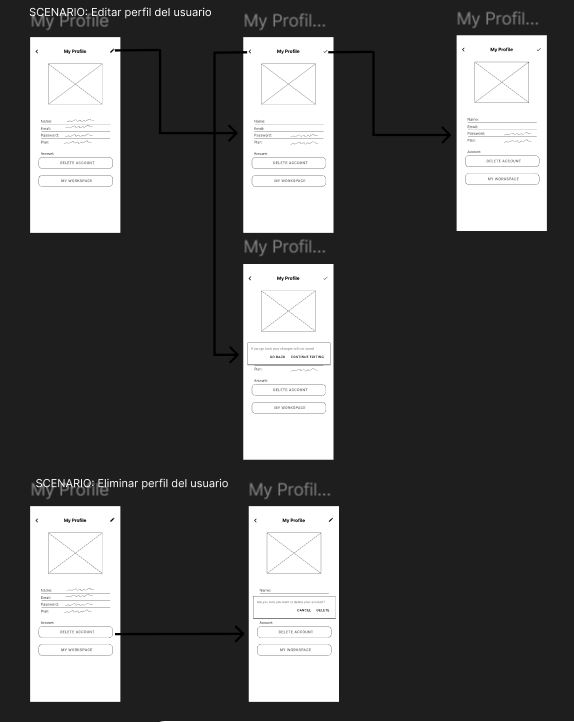 SCENARIO: Editar perfil del usuario
My Profile
My Profil...
My Profil...
My Profile
Name:
Email:
Password:
Plan:
Account:
DELETE ACCOUNT
MY WORKSPACE
My Profile
Name:
Email:
Password:
Plan:
Account:
DELETE ACCOUNT
MY WORKSPACE
My Profile
Name:
Email:
Password:
Plan:
Account:
DELETE ACCOUNT
MY WORKSPACE
My Profil...
My Profile
If you go back your changes will not saved
GO BACK CONTINUE EDITING
Plan:
Account:
DELETE ACCOUNT
MY WORKSPACE
SCENARIO: Eliminar perfil del usuario
My Profile
My Profil...
My Profile
Name:
Email:
Password:
Plan:
Account:
DELETE ACCOUNT
MY WORKSPACE
My Profile
Name:
Are you sure you want to delete your account?
CANCEL DELETE
Account:
DELETE ACCOUNT
MY WORKSPACE